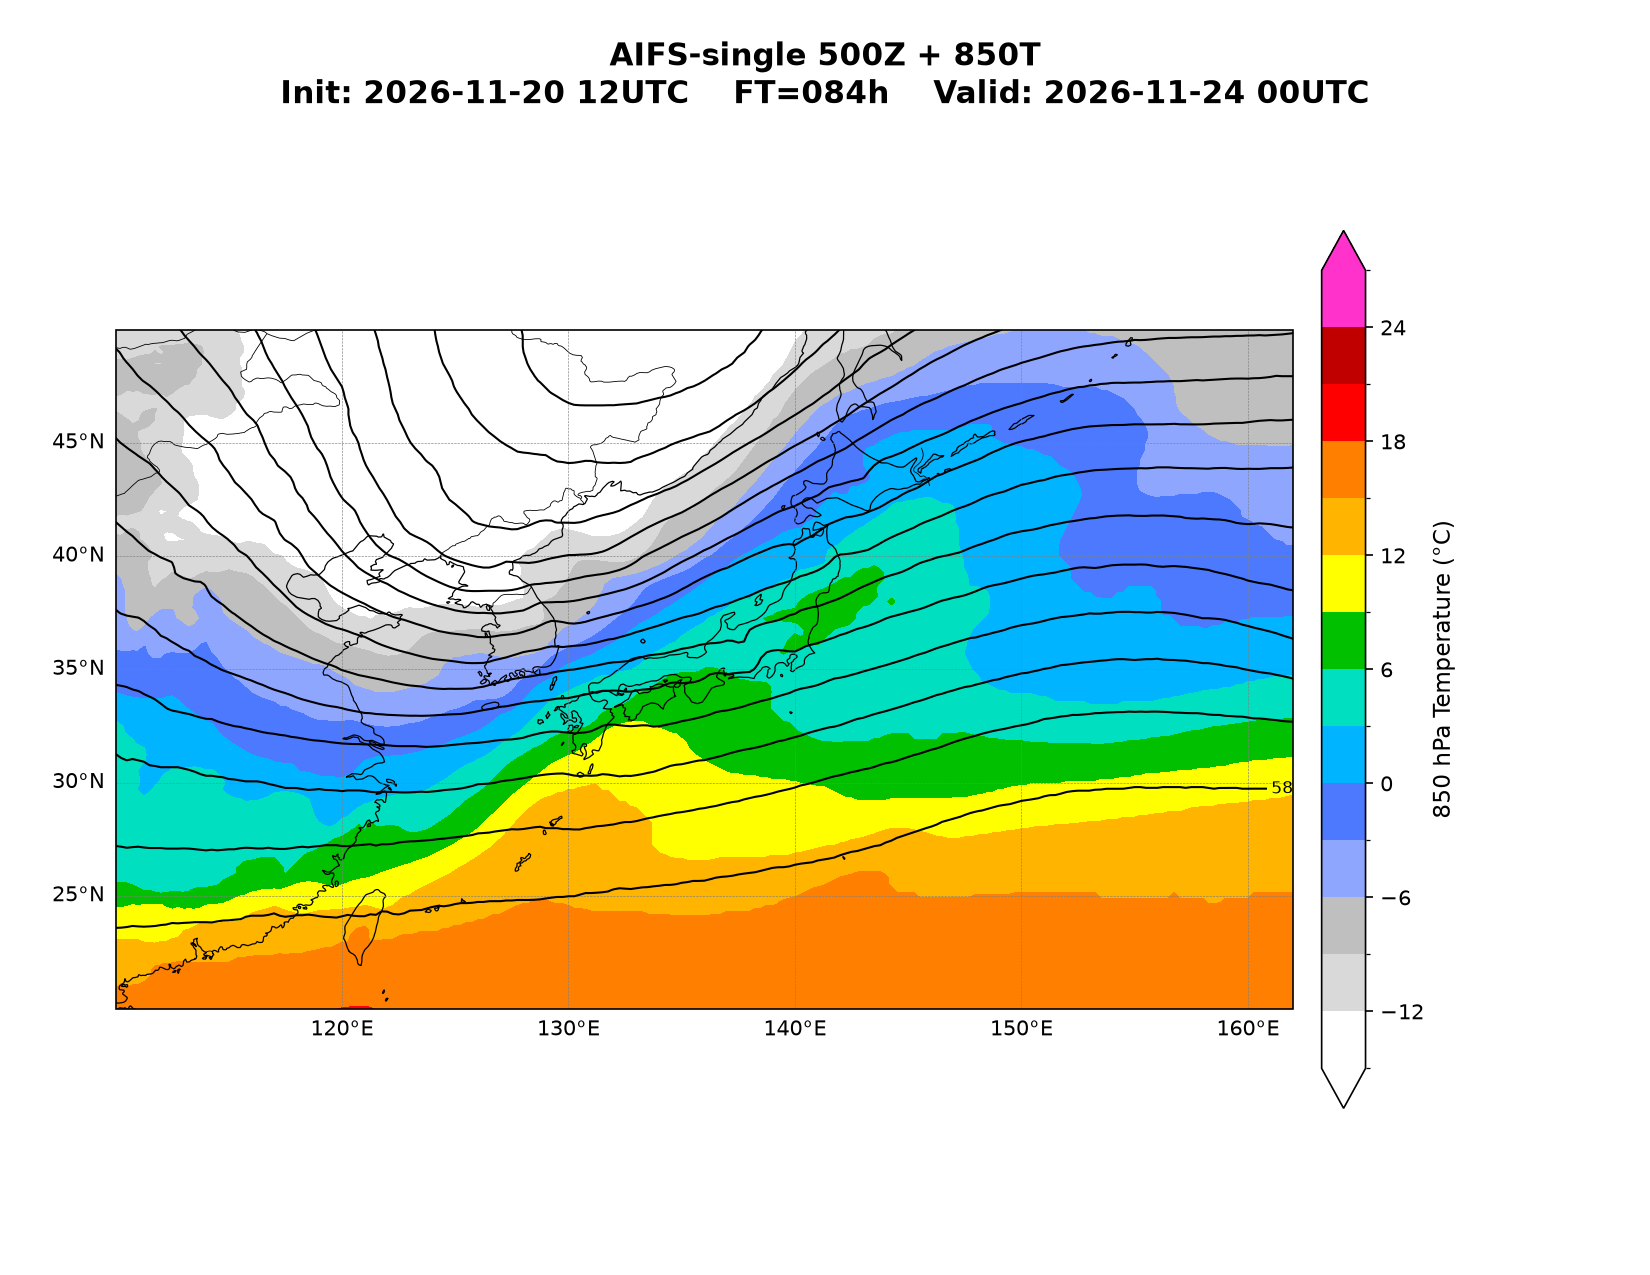 AIFS-single 500Z + 850T
Init: 2026-11-20 12UTC    FT=084h    Valid: 2026-11-24 00UTC
24
18
12
6
0
−6
−12
850 hPa Temperature (°C)
45°N
40°N
35°N
30°N
25°N
58
120°E
130°E
140°E
150°E
160°E